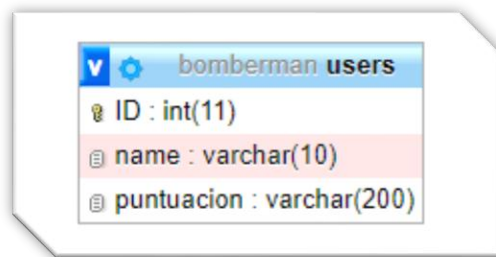 v bomberman users
ID : int(11)
name : varchar(10)
puntuacion : varchar(200)